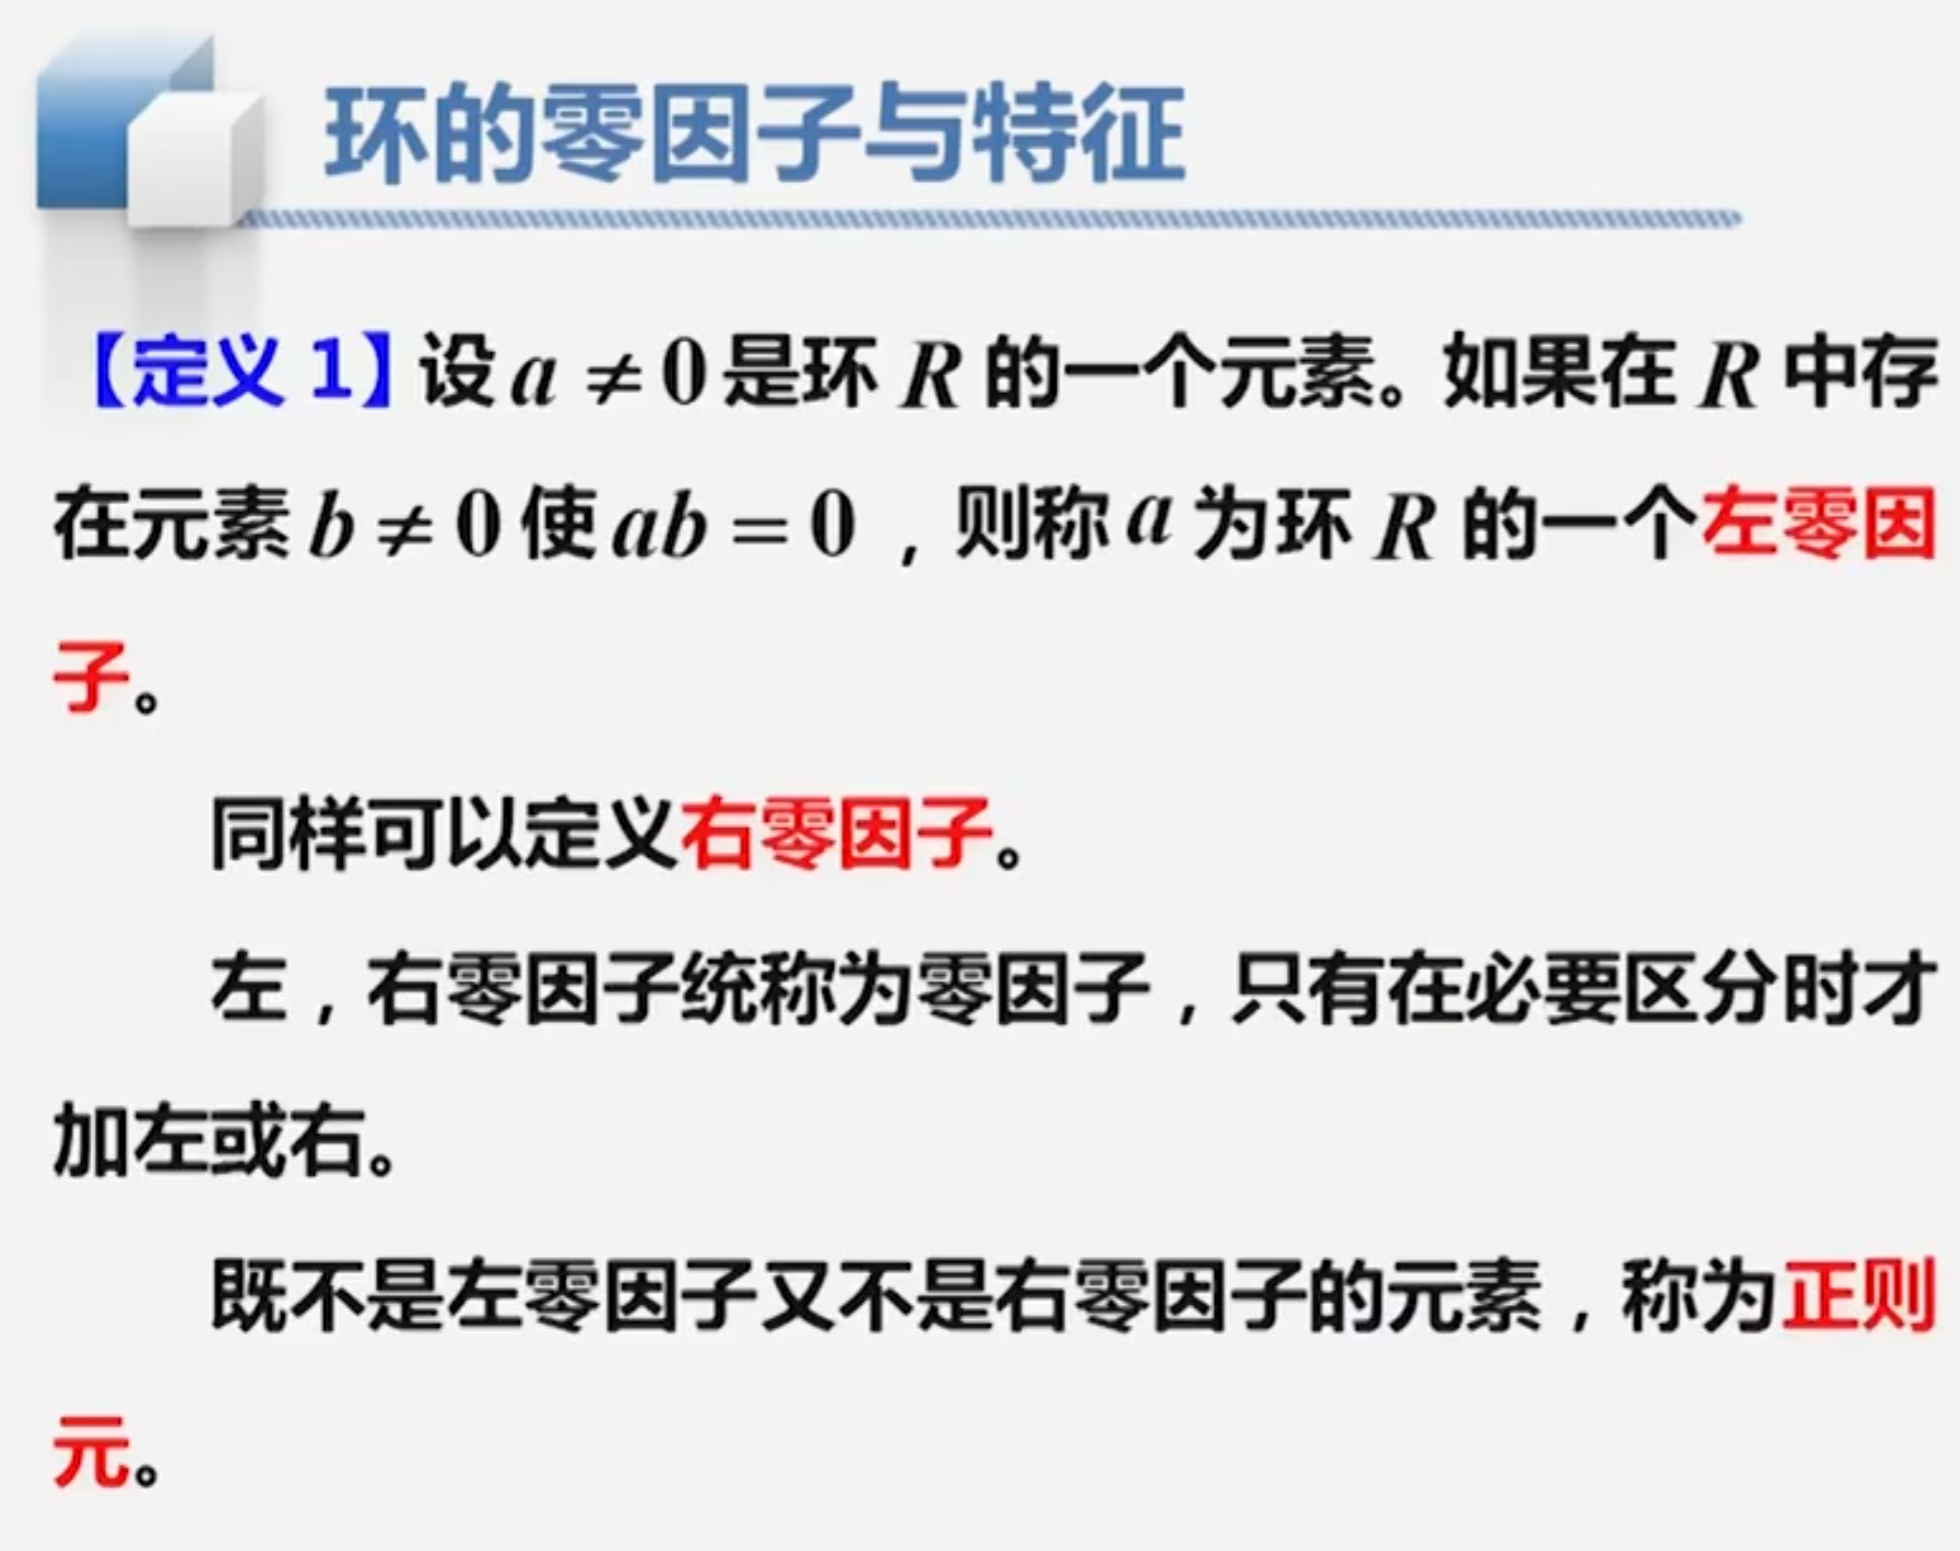 环的零因子与特征
【定义 1】设 a ≠ 0 是环 R 的一个元素。如果在 R 中存
在元素 b ≠ 0 使 ab = 0 ，则称 a 为环 R 的一个左零因
子。
同样可以定义右零因子。
左，右零因子统称为零因子，只有在必要区分时才
加左或右。
既不是左零因子又不是右零因子的元素，称为正则
元。